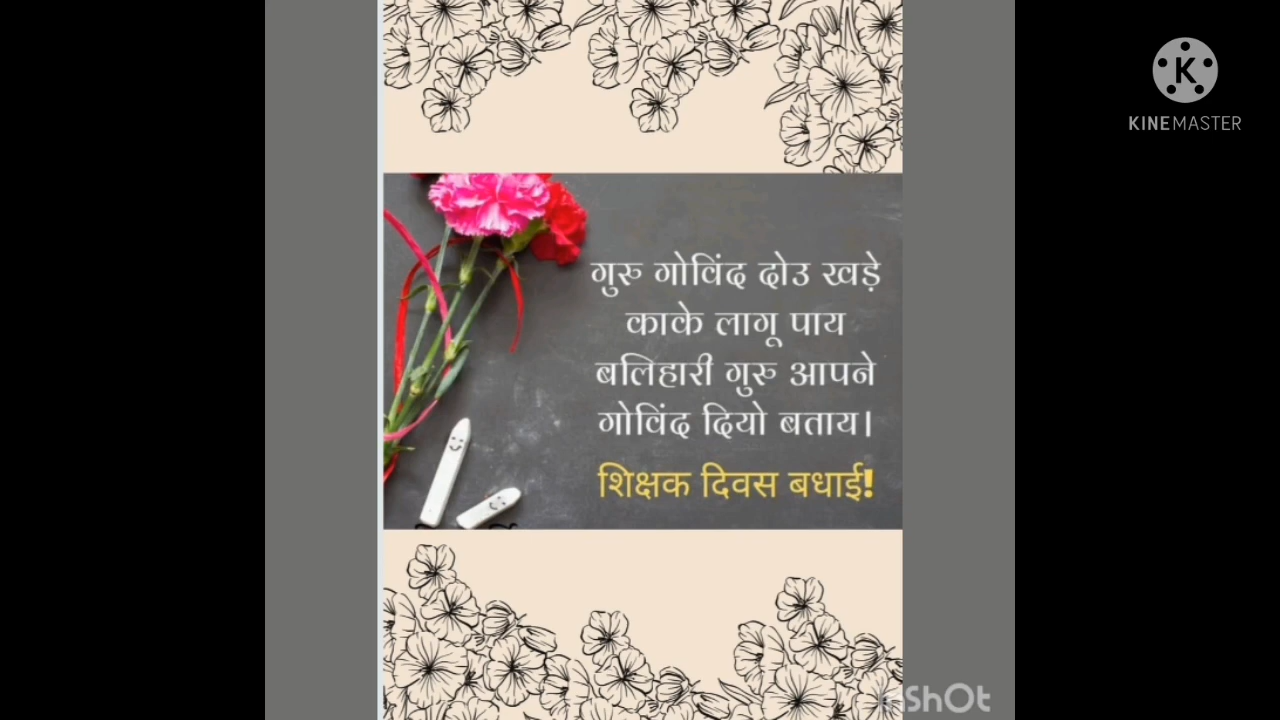 KINEMASTER
गुरु गोविंद दोउ खड़े
काके लागू पाय
बलिहारी गुरु आपने
गोविंद दियो बताय।
शिक्षक दिवस बधाई!